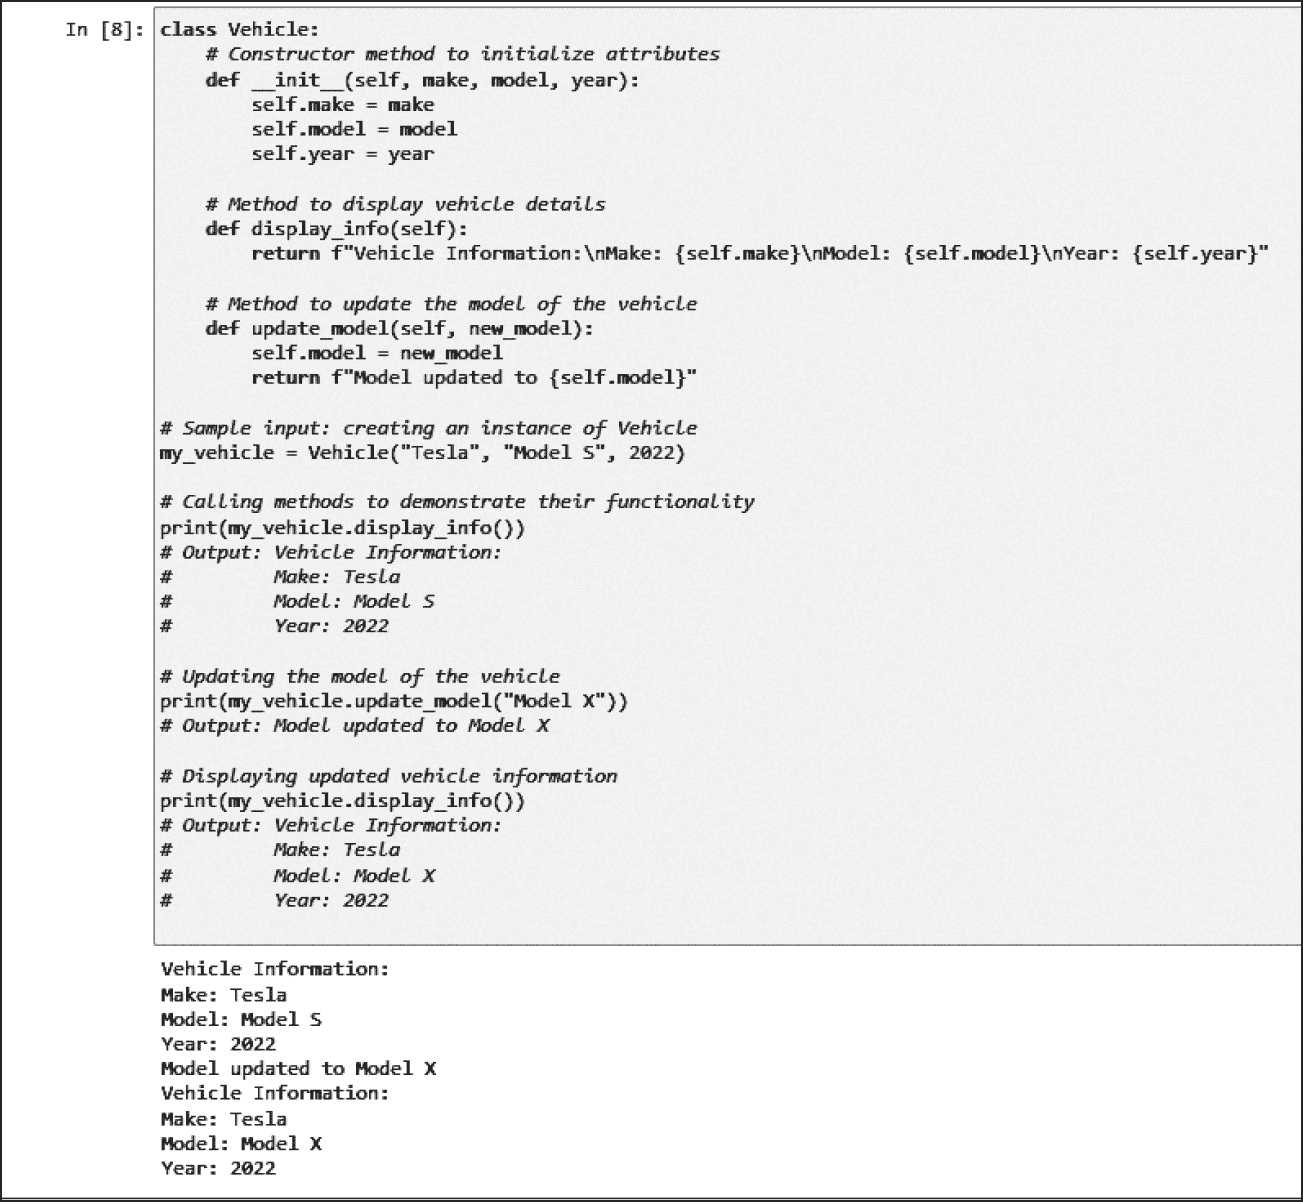 In [8]: class Vehicle:
    # Constructor method to initialize attributes
    def __init__(self, make, model, year):
        self.make = make
        self.model = model
        self.year = year

    # Method to display vehicle details
    def display_info(self):
        return f"Vehicle Information:\nMake: {self.make}\nModel: {self.model}\nYear: {self.year}"

    # Method to update the model of the vehicle
    def update_model(self, new_model):
        self.model = new_model
        return f"Model updated to {self.model}"

# Sample input: creating an instance of Vehicle
my_vehicle = Vehicle("Tesla", "Model S", 2022)

# Calling methods to demonstrate their functionality
print(my_vehicle.display_info())
# Output: Vehicle Information:
#         Make: Tesla
#         Model: Model S
#         Year: 2022

# Updating the model of the vehicle
print(my_vehicle.update_model("Model X"))
# Output: Model updated to Model X

# Displaying updated vehicle information
print(my_vehicle.display_info())
# Output: Vehicle Information:
#         Make: Tesla
#         Model: Model X
#         Year: 2022

Vehicle Information:
Make: Tesla
Model: Model S
Year: 2022
Model updated to Model X
Vehicle Information:
Make: Tesla
Model: Model X
Year: 2022